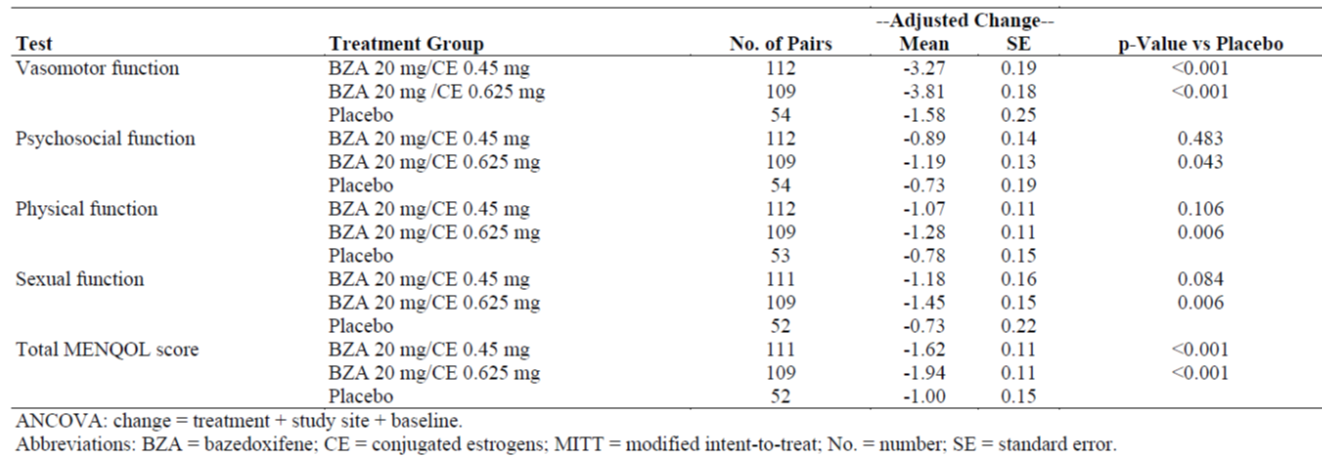 --Adjusted Change--
Test Treatment Group No. of Pairs Mean SE p-Value vs Placebo
Vasomotor function BZA 20 mg/CE 0.45 mg 112 -3.27 0.19 <0.001
BZA 20 mg /CE 0.625 mg 109 -3.81 0.18 <0.001
Placebo 54 -1.58 0.25
Psychosocial function BZA 20 mg/CE 0.45 mg 112 -0.89 0.14 0.483
BZA 20 mg/CE 0.625 mg 109 -1.19 0.13 0.043
Placebo 54 -0.73 0.19
Physical function BZA 20 mg/CE 0.45 mg 112 -1.07 0.11 0.106
BZA 20 mg/CE 0.625 mg 109 -1.28 0.11 0.006
Placebo 53 -0.78 0.15
Sexual function BZA 20 mg/CE 0.45 mg 111 -1.18 0.16 0.084
BZA 20 mg/CE 0.625 mg 109 -1.45 0.15 0.006
Placebo 52 -0.73 0.22
Total MENQOL score BZA 20 mg/CE 0.45 mg 111 -1.62 0.11 <0.001
BZA 20 mg/CE 0.625 mg 109 -1.94 0.11 <0.001
Placebo 52 -1.00 0.15
ANCOVA: change = treatment + study site + baseline.
Abbreviations: BZA = bazedoxifene; CE = conjugated estrogens; MITT = modified intent-to-treat; No. = number; SE = standard error.